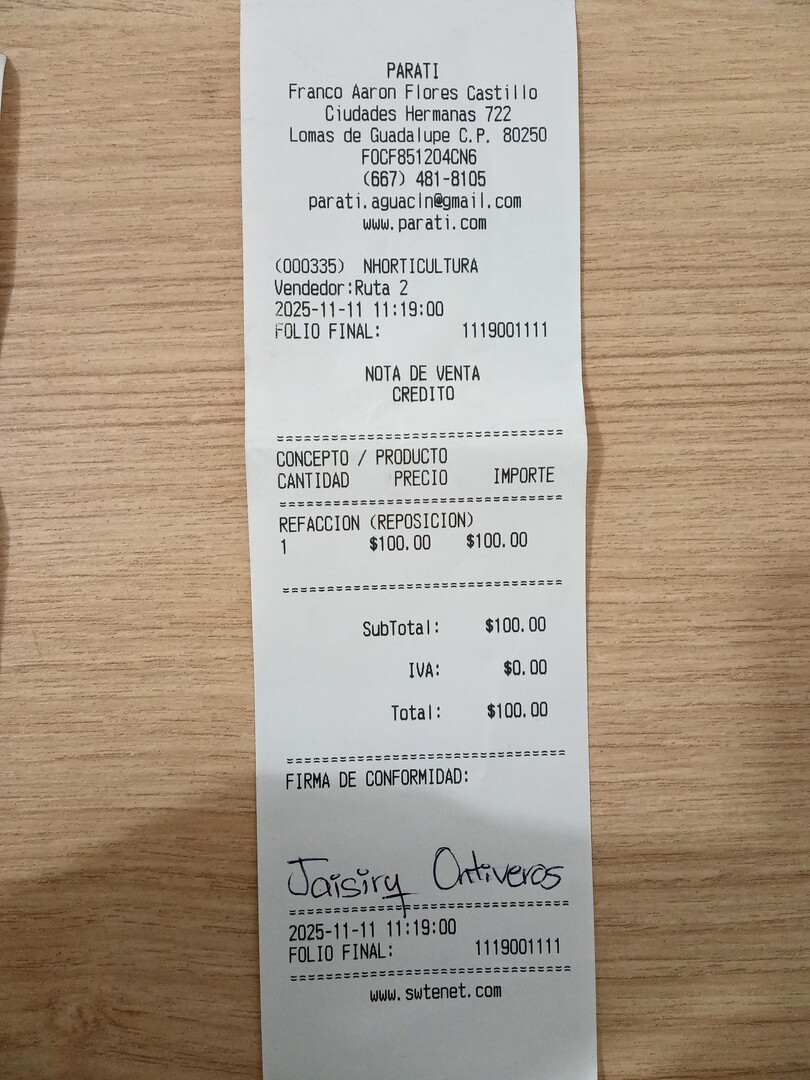 PARATI
Franco Aaron Flores Castillo
Ciudades Hermanas 722
Lomas de Guadalupe C.P. 80250
FOCF851204CN6
(667) 481-8105
parati.aguacln@gmail.com
www.parati.com
(000335) NHORTICULTURA
Vendedor:Ruta 2
2025-11-11 11:19:00
FOLIO FINAL: 1119001111
NOTA DE VENTA
CREDITO
CONCEPTO / PRODUCTO
CANTIDAD PRECIO IMPORTE
REFACCION (REPOSICION)
1 $100.00 $100.00
SubTotal: $100.00
IVA: $0.00
Total: $100.00
FIRMA DE CONFORMIDAD:
Jaisiry Ontiveros
2025-11-11 11:19:00
FOLIO FINAL: 1119001111
www.swtenet.com